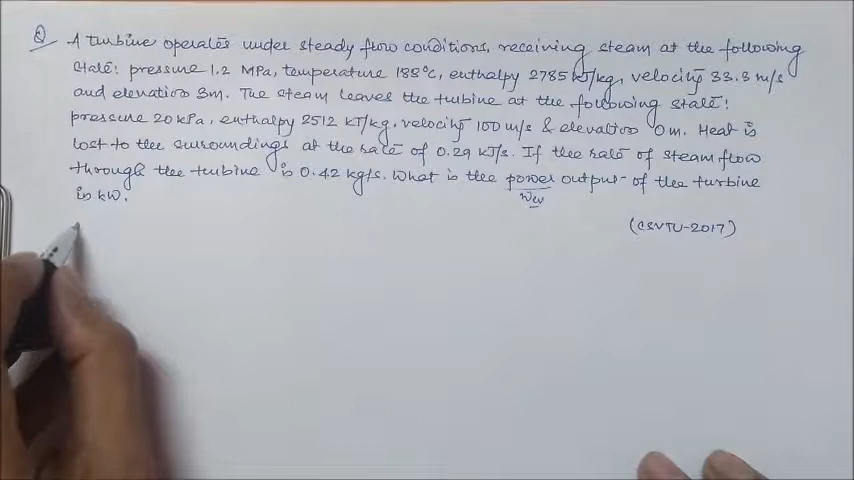 Q A turbine operates under steady flow conditions, receiving steam at the following
state: pressure 1.2 MPa, temperature 188°C, enthalpy 2785 kJ/kg, velocity 33.3 m/s
and elevation 3m. The steam leaves the turbine at the following state:
pressure 20 kPa, enthalpy 2512 kJ/kg, velocity 100 m/s & elevation 0m. Heat is
lost to the surroundings at the rate of 0.29 kJ/s. If the rate of steam flow
through the turbine is 0.42 kg/s. What is the power output of the turbine
in kW.
Wcv
(CSVTU-2017)